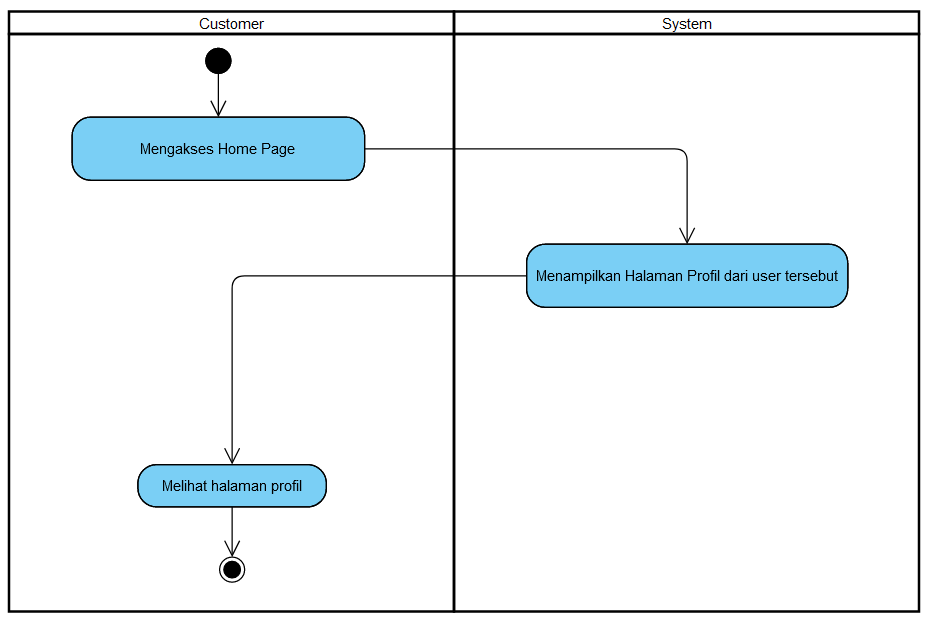 Customer
System
Mengakses Home Page
Menampilkan Halaman Profil dari user tersebut
Melihat halaman profil